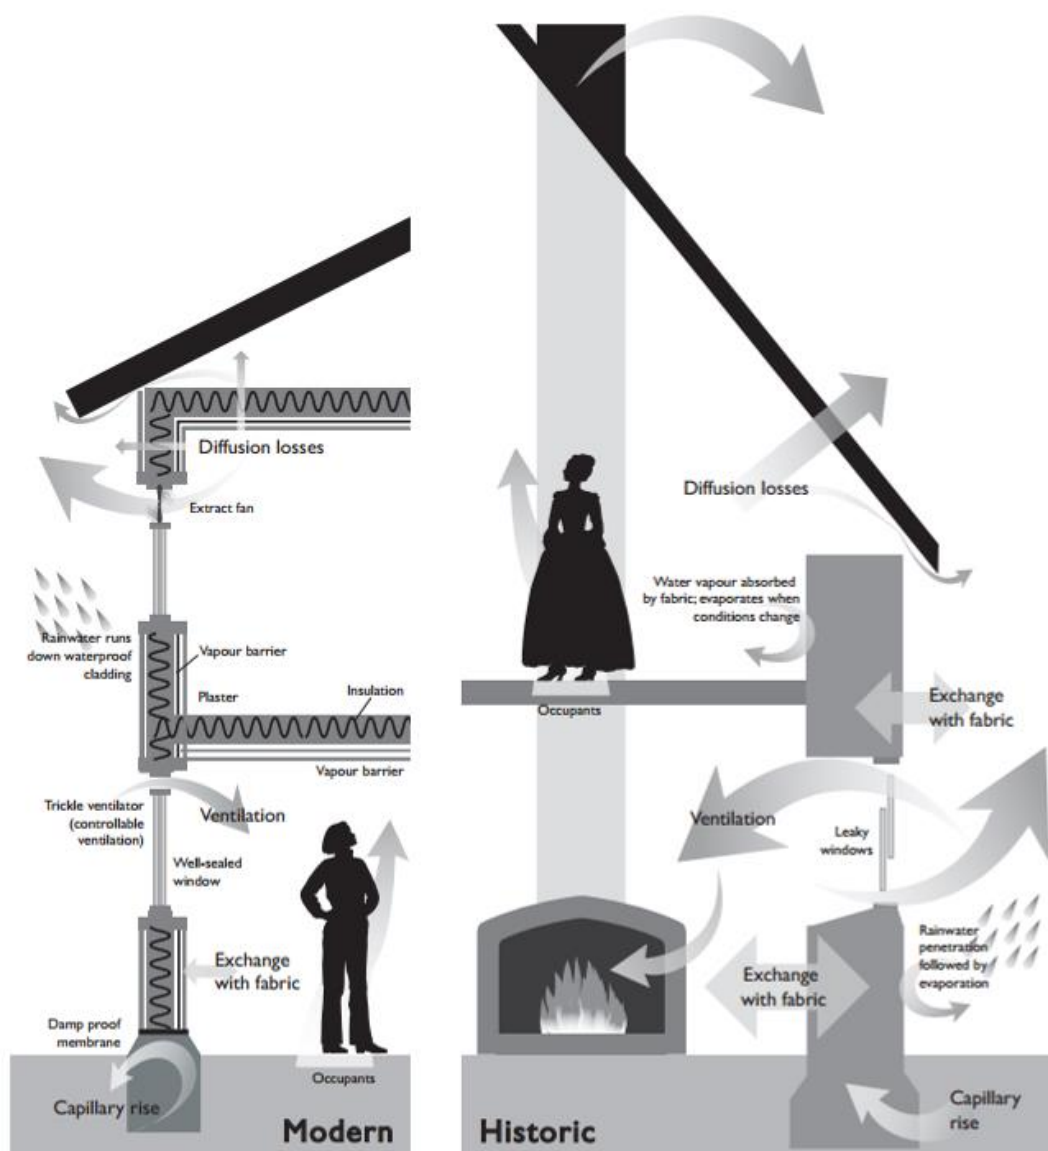 Diffusion losses
Extract fan
Rainwater runs
down waterproof
cladding
Vapour barrier
Plaster
Insulation
Vapour barrier
Trickle ventilator
(controllable
ventilation)
Ventilation
Well-sealed
window
Exchange
with fabric
Damp proof
membrane
Capillary rise
Occupants
Modern
Diffusion losses
Water vapour absorbed
by fabric; evaporates when
conditions change
Occupants
Exchange
with fabric
Ventilation
Leaky
windows
Rainwater
penetration
followed by
evaporation
Exchange
with fabric
Capillary
rise
Historic